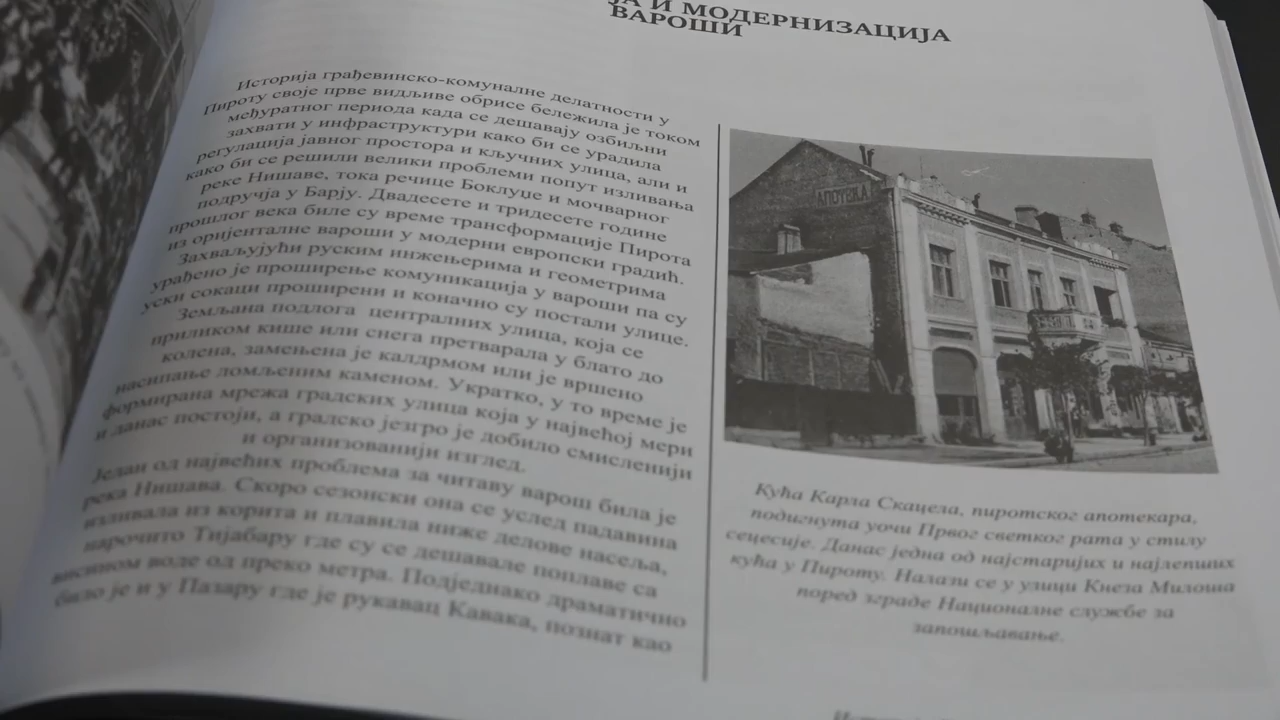 ЈА И МОДЕРНИЗАЦИЈА
ВАРОШИ
Историја грађевинско-комуналне делатности у
Пироту своје прве видљиве обрисе бележила је током
међуратног периода када се дешавају озбиљни
захвати у инфраструктури како би се урадила
регулација јавног простора и кључних улица, али и
како би се решили велики проблеми попут изливања
реке Нишаве, тока речице Боклуџе и мочварног
подручја у Барју. Двадесете и тридесете године
прошлог века биле су време трансформације Пирота
из оријенталне вароши у модерни европски градић.
Захваљујући руским инжењерима и геометрима
урађено је проширење комуникација у вароши па су
уски сокаци проширени и коначно су постали улице.
Земљана подлога централних улица, која се
приликом кише или снега претварала у блато до
колена, замењена је калдрмом или је вршено
насипање ломљеним каменом. Укратко, у то време је
формирана мрежа градских улица која у највећој мери
и данас постоји, а градско језгро је добило смисленији
и организованији изглед.
Један од највећих проблема за читаву варош била је
река Нишава. Скоро сезонски она се услед падавина
изливала из корита и плавила ниже делове насеља,
нарочито Тијабару где су се дешавале поплаве са
висином воде од преко метра. Подједнако драматично
било је и у Пазару где је рукавац Кавака, познат као
АПОТЕКА
Кућа Карла Скацела, пиротског апотекара,
подигнута уочи Првог светког рата у стилу
сецесије. Данас једна од најстаријих и најлепших
кућа у Пироту. Налази се у улици Кнеза Милоша
поред зграде Националне службе за
запошљавање.